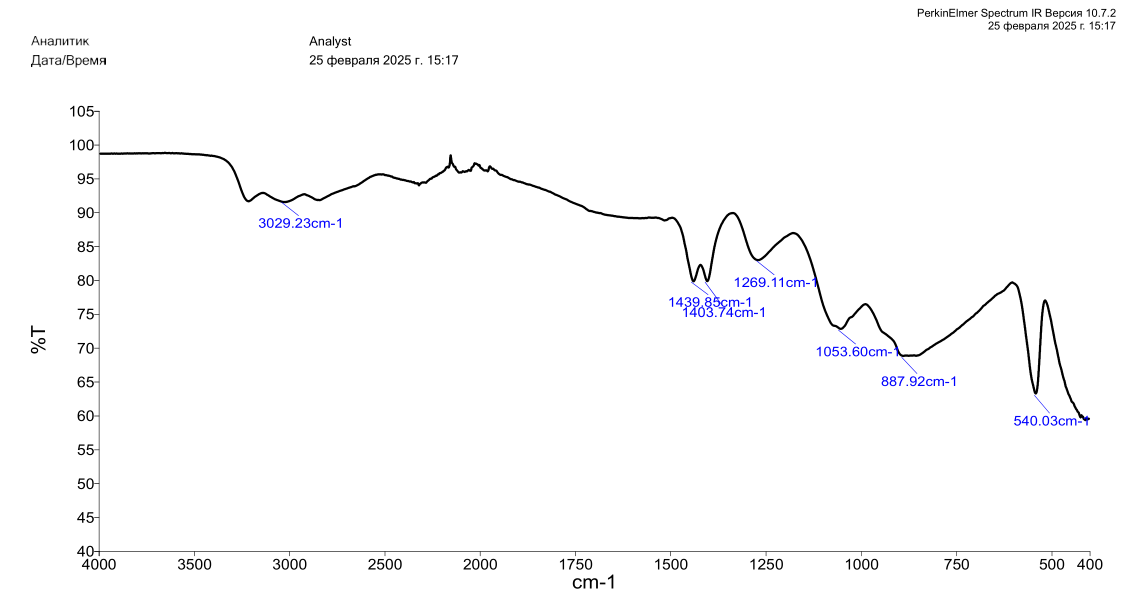 PerkinElmer Spectrum IR Версия 10.7.2
25 февраля 2025 г. 15:17
Аналитик Analyst
Дата/Время 25 февраля 2025 г. 15:17
105
100
95
90
85
80
75
70
65
60
55
50
45
40
%T
3029.23cm-1
1439.85cm-1
1403.74cm-1
1269.11cm-1
1053.60cm-1
887.92cm-1
540.03cm-1
4000 3500 3000 2500 2000 1750 1500 1250 1000 750 500 400
cm-1